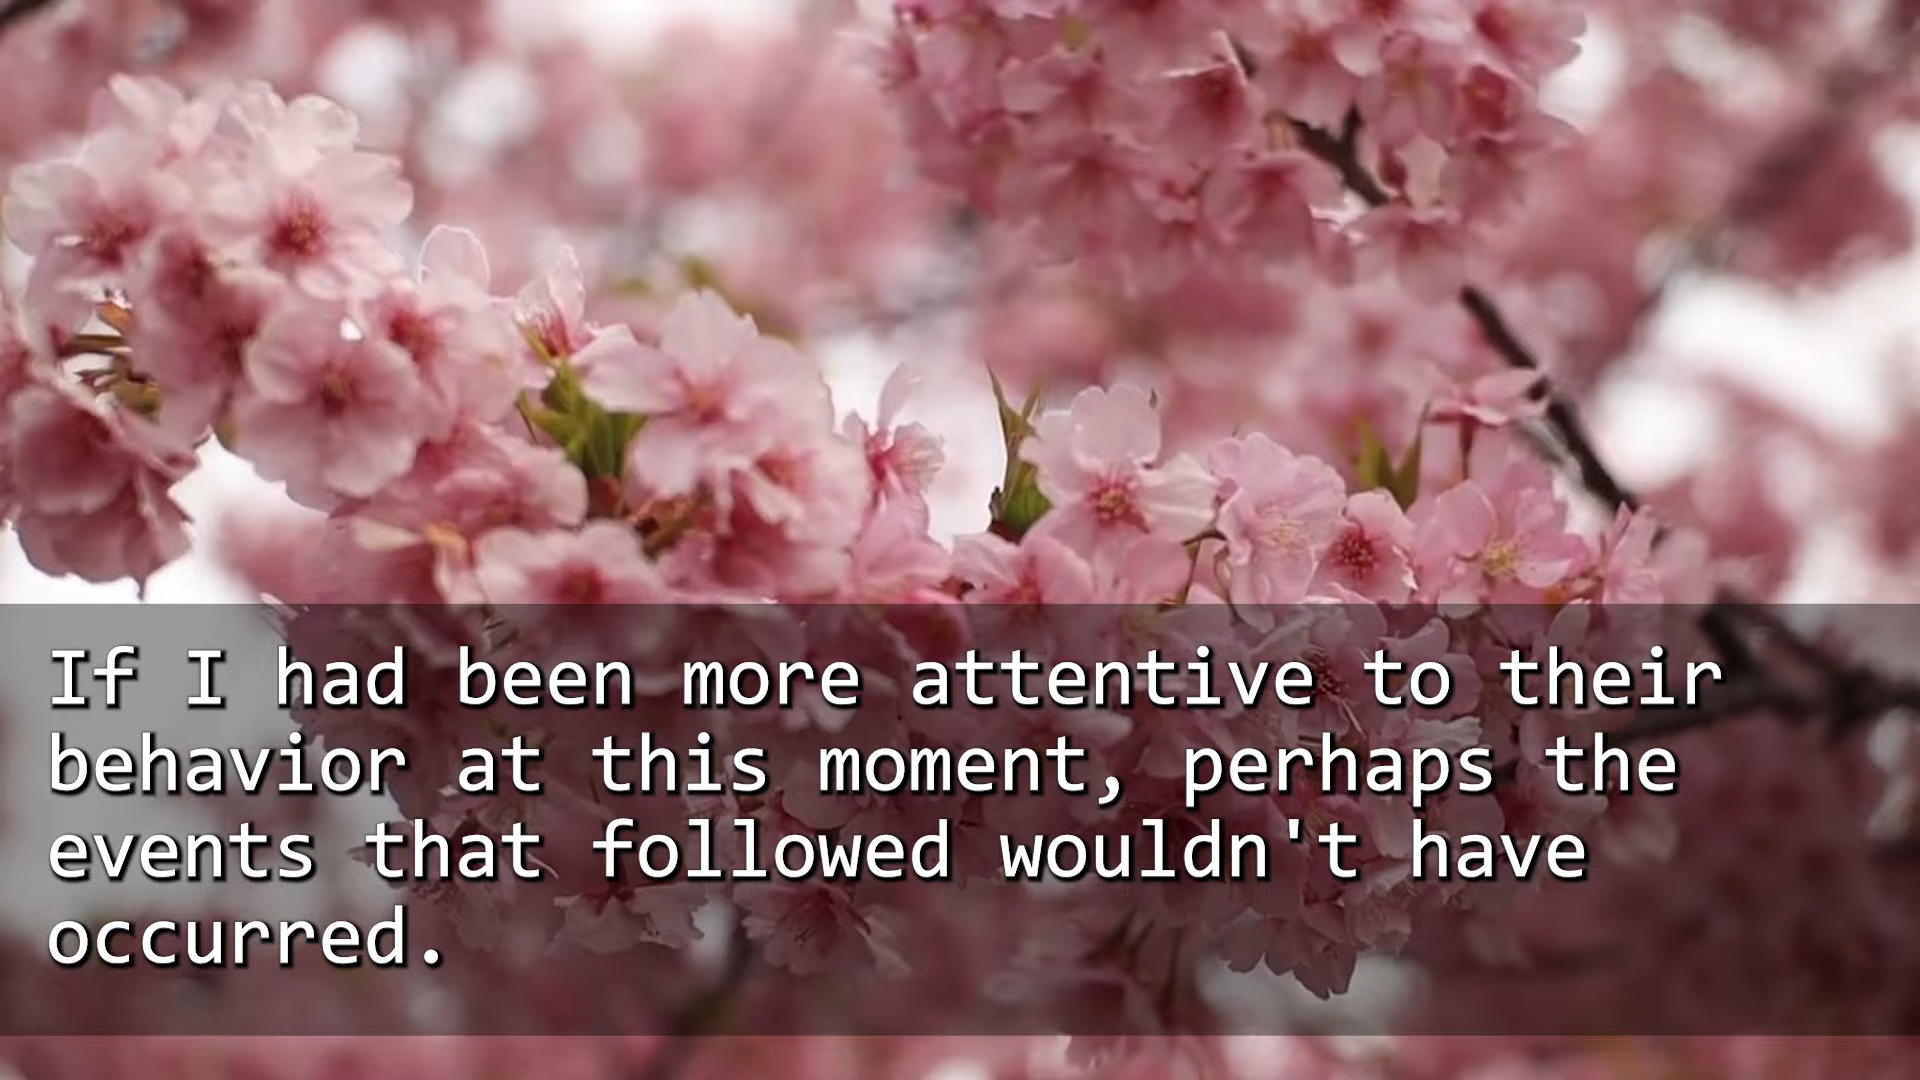 If I had been more attentive to their
behavior at this moment, perhaps the
events that followed wouldn't have
occurred.